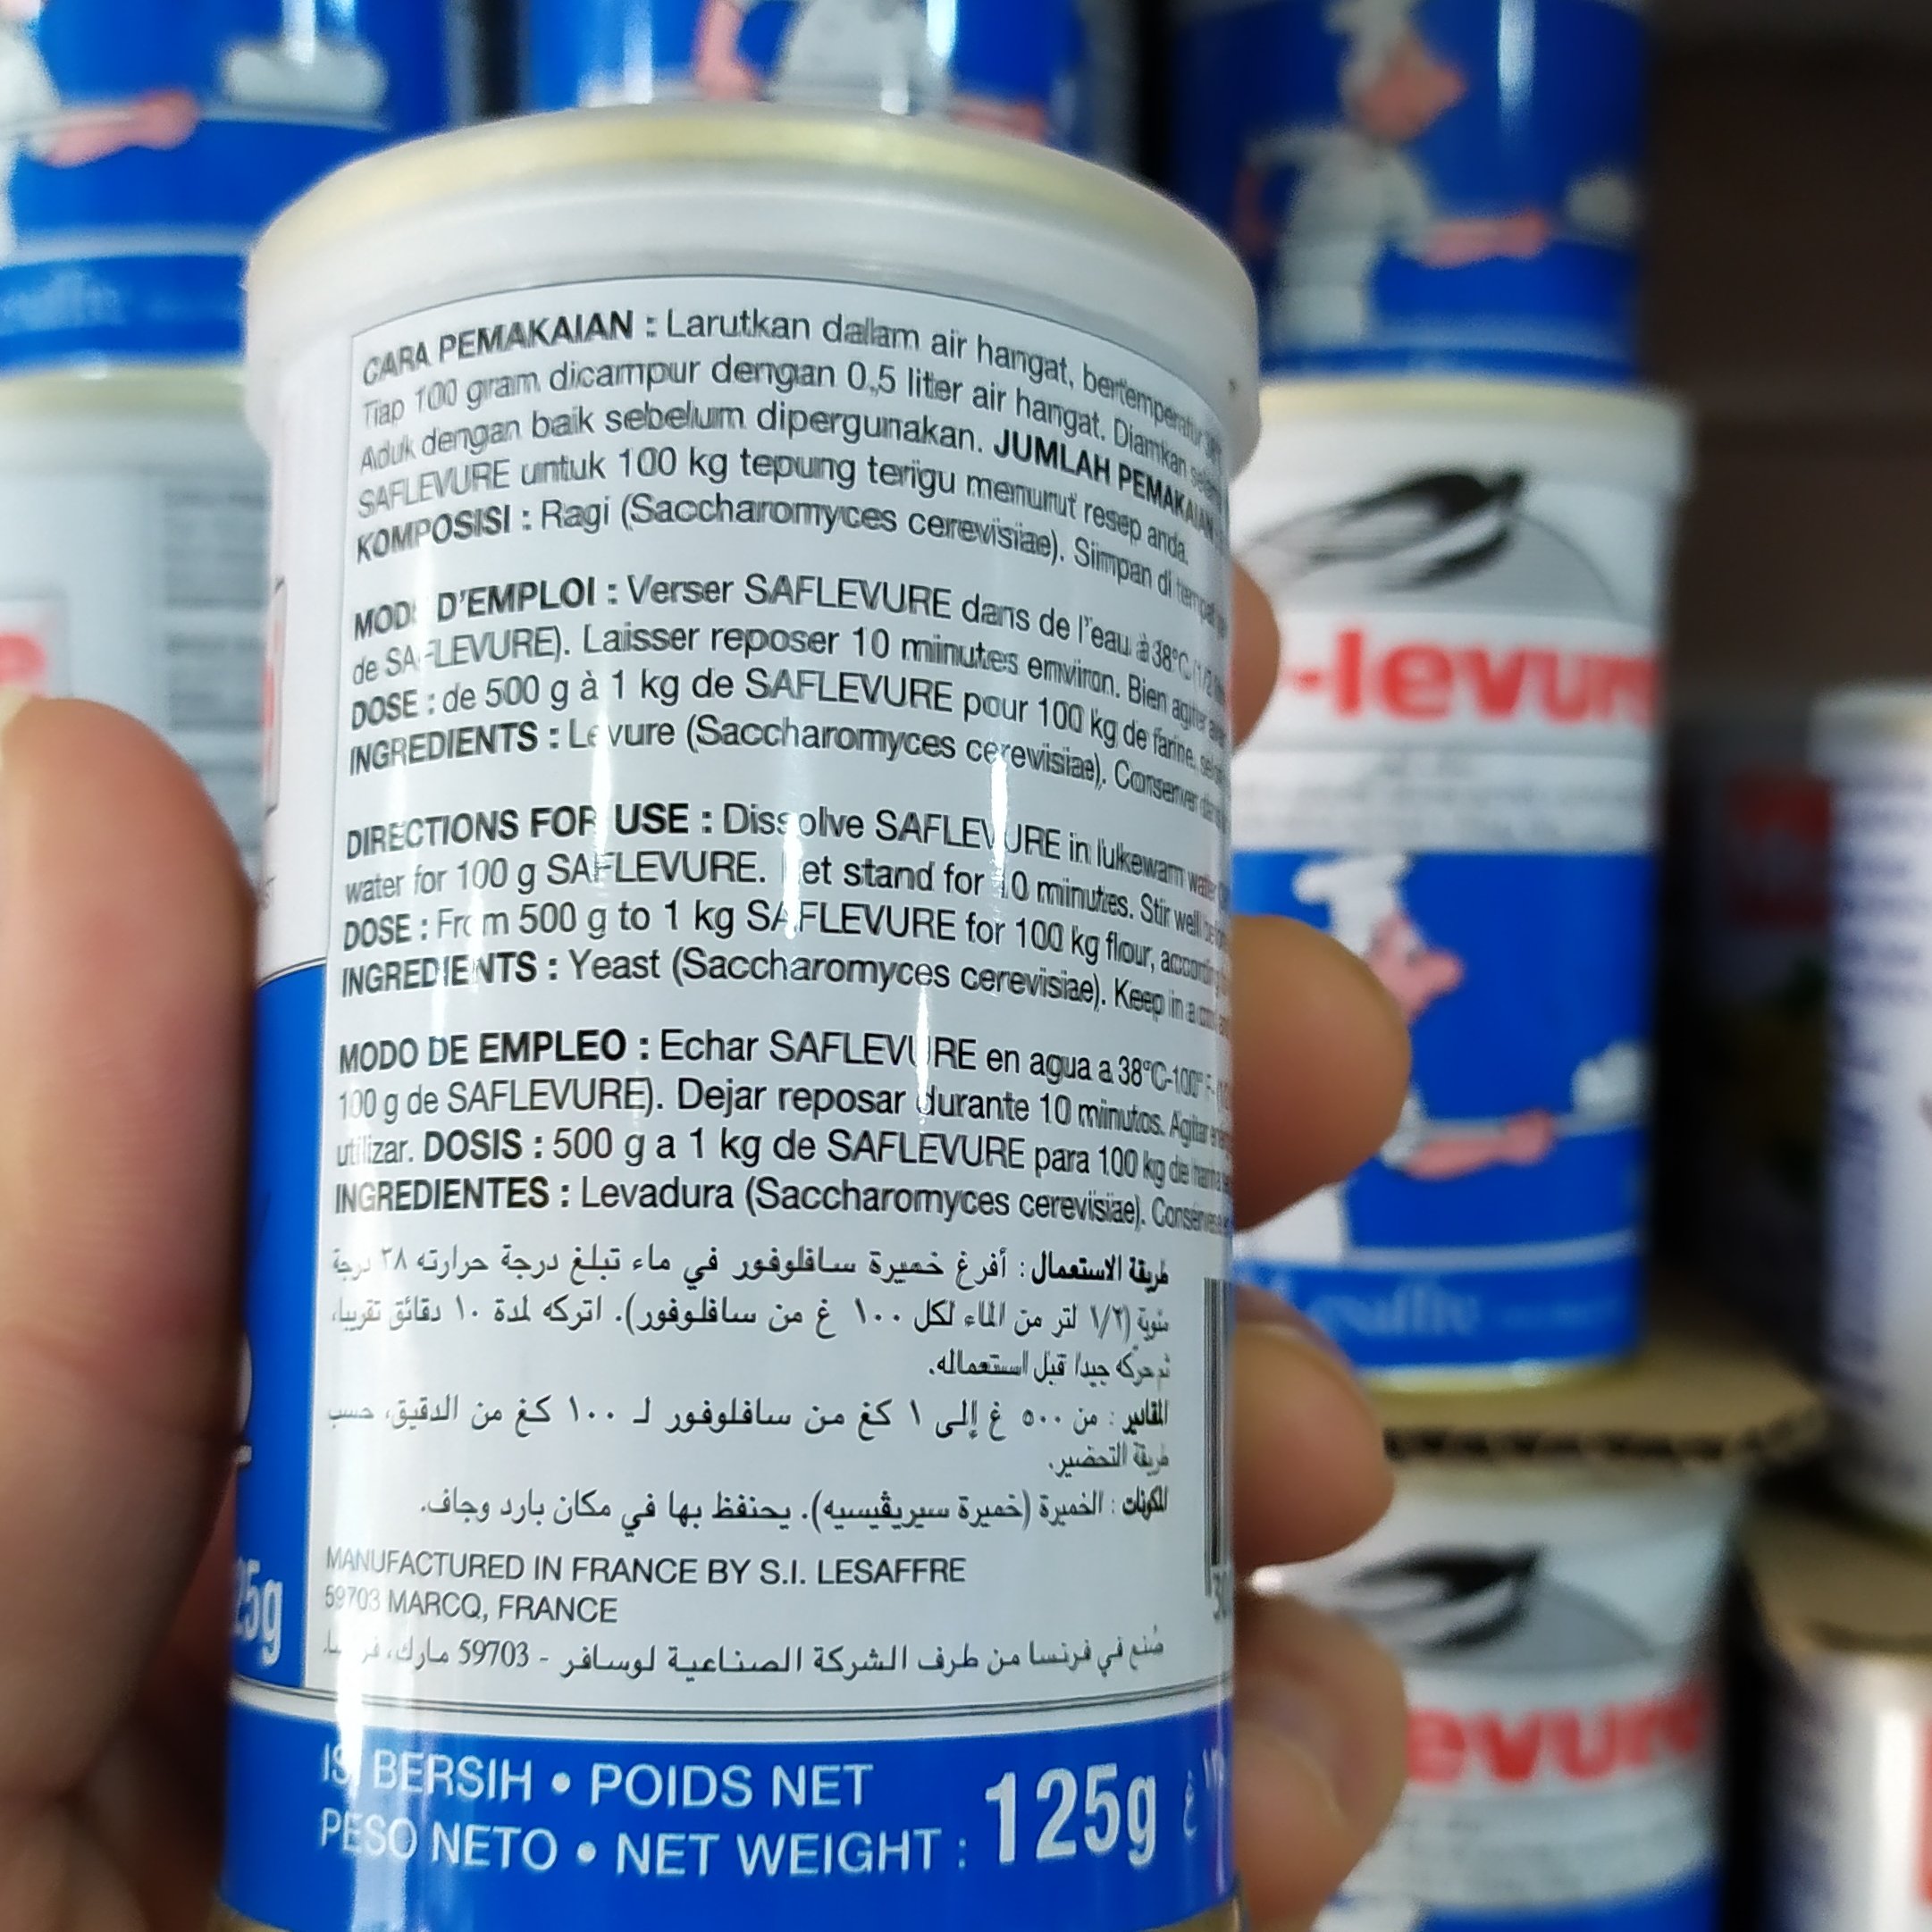 CARA PEMAKAIAN : Larutkan dalam air hangat, bertemperatur
Tiap 100 gram dicampur dengan 0,5 liter air hangat. Diamkan
Aduk dengan baik sebelum dipergunakan. JUMLAH PEMAKAIAN
SAFLEVURE untuk 100 kg tepung terigu menurut resep anda.
KOMPOSISI : Ragi (Saccharomyces cerevisiae). Simpan di tempat
MODE D'EMPLOI : Verser SAFLEVURE dans de l'eau à 38°C (1/2
de SAFLEVURE). Laisser reposer 10 minutes environ. Bien agiter
DOSE : de 500 g à 1 kg de SAFLEVURE pour 100 kg de farine,
INGREDIENTS : Levure (Saccharomyces cerevisiae). Conserver
DIRECTIONS FOR USE : Dissolve SAFLEVURE in lukewarm water
water for 100 g SAFLEVURE. Let stand for 10 minutes. Stir well
DOSE : From 500 g to 1 kg SAFLEVURE for 100 kg flour,
INGREDIENTS : Yeast (Saccharomyces cerevisiae). Keep in a
MODO DE EMPLEO : Echar SAFLEVURE en agua a 38°C-100°F
100 g de SAFLEVURE). Dejar reposar durante 10 minutos. Agitar
utilizar. DOSIS : 500 g a 1 kg de SAFLEVURE para 100 kg de
INGREDIENTES : Levadura (Saccharomyces cerevisiae).
طريقة الاستعمال : أفرغ خميرة سافلوفور في ماء تبلغ درجة حرارته ٣٨ درجة
مئوية (١/٢ لتر من الماء لكل ١٠٠ غ من سافلوفور). اتركه لمدة ١٠ دقائق تقريبا،
ثم حركه جيدا قبل استعماله.
المقادير : من ٥٠٠ غ إلى ١ كغ من سافلوفور لـ ١٠٠ كغ من الدقيق، حسب
طريقة التحضير.
المكونات : الخميرة (خميرة سيريڤيسيه). يحتفظ بها في مكان بارد وجاف.
MANUFACTURED IN FRANCE BY S.I. LESAFFRE
59703 MARCQ, FRANCE
صُنع في فرنسا من طرف الشركة الصناعية لوسافر - 59703 مارك، فرنسا.
ISI BERSIH • POIDS NET
PESO NETO • NET WEIGHT : 125g
-levure